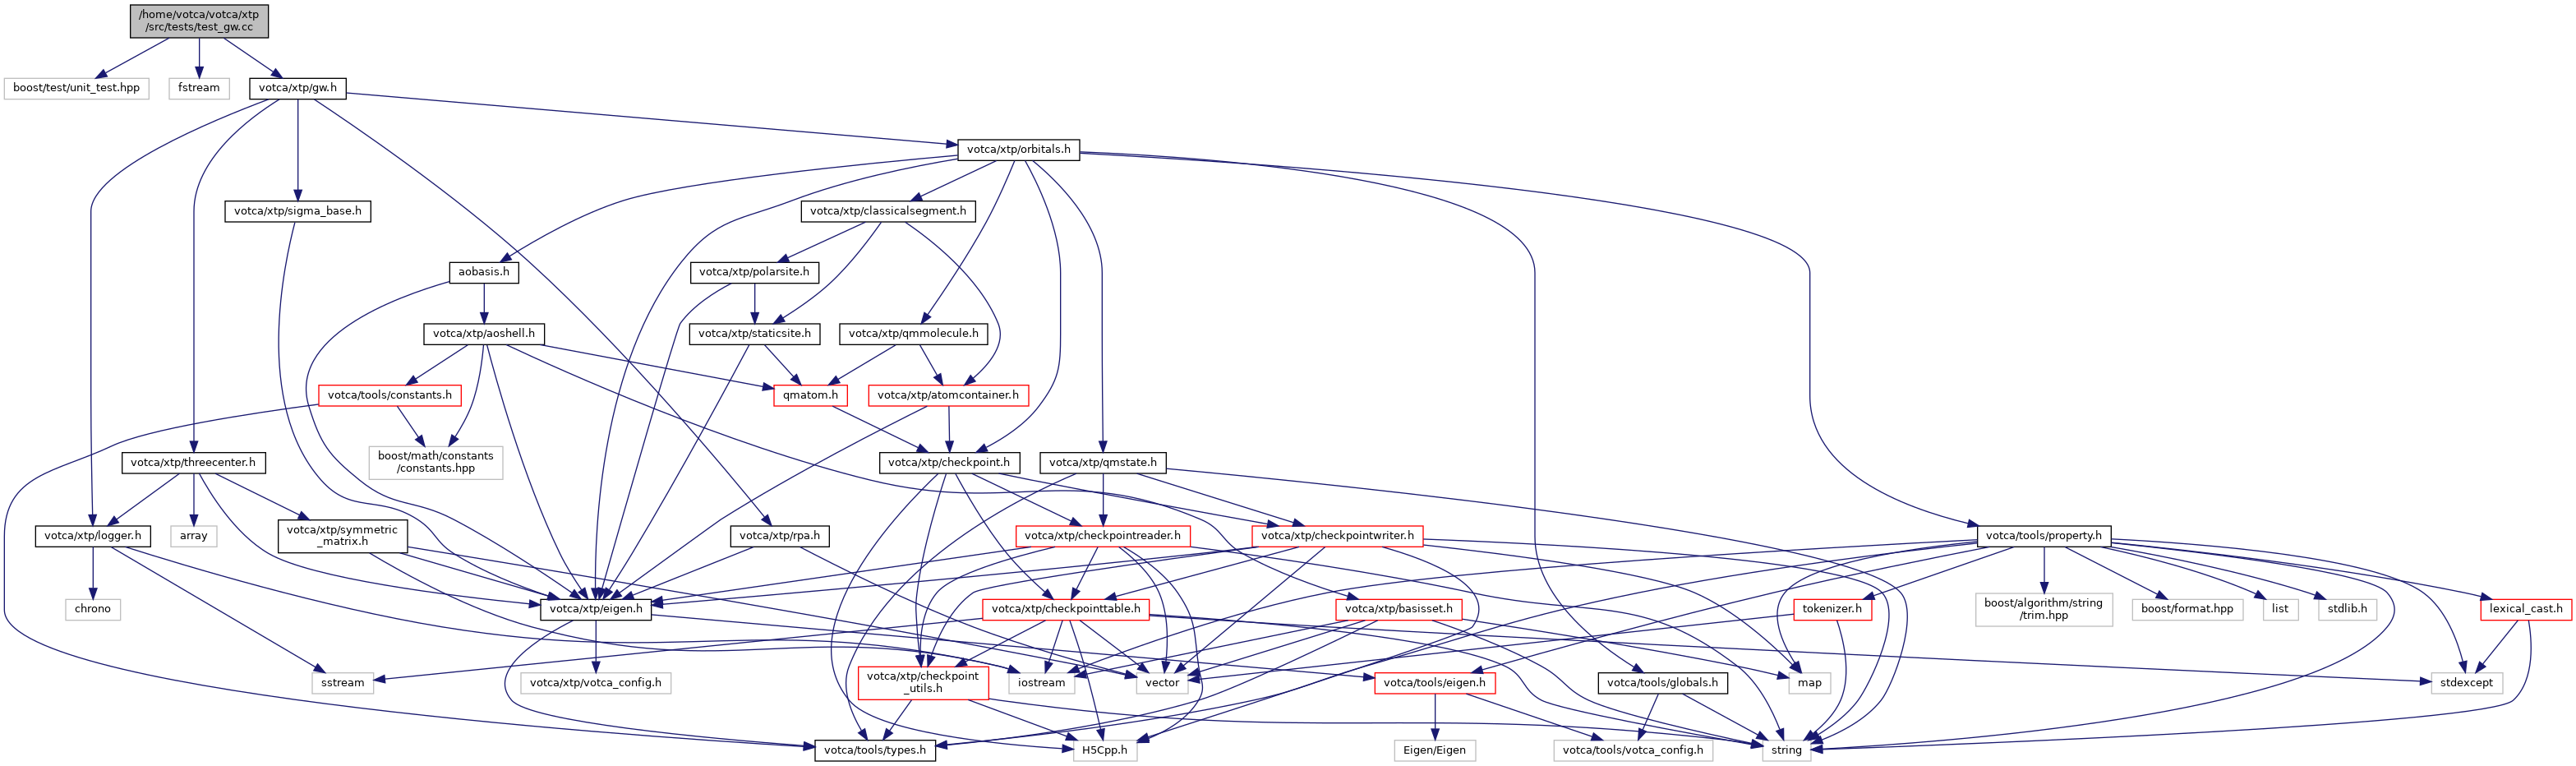 /home/votca/votca/xtp
/src/tests/test_gw.cc
boost/test/unit_test.hpp
fstream
votca/xtp/gw.h
votca/xtp/orbitals.h
votca/xtp/sigma_base.h
votca/xtp/classicalsegment.h
aobasis.h
votca/xtp/polarsite.h
votca/xtp/aoshell.h
votca/xtp/staticsite.h
votca/xtp/qmmolecule.h
votca/tools/constants.h
qmatom.h
votca/xtp/atomcontainer.h
votca/xtp/threecenter.h
boost/math/constants
/constants.hpp
votca/xtp/checkpoint.h
votca/xtp/qmstate.h
votca/xtp/logger.h
array
votca/xtp/symmetric
_matrix.h
votca/xtp/rpa.h
votca/xtp/checkpointreader.h
votca/xtp/checkpointwriter.h
votca/tools/property.h
chrono
votca/xtp/eigen.h
votca/xtp/checkpointtable.h
votca/xtp/basisset.h
tokenizer.h
boost/algorithm/string
/trim.hpp
boost/format.hpp
list
stdlib.h
lexical_cast.h
sstream
votca/xtp/votca_config.h
votca/xtp/checkpoint
_utils.h
iostream
vector
votca/tools/eigen.h
votca/tools/globals.h
map
stdexcept
votca/tools/types.h
H5Cpp.h
Eigen/Eigen
votca/tools/votca_config.h
string